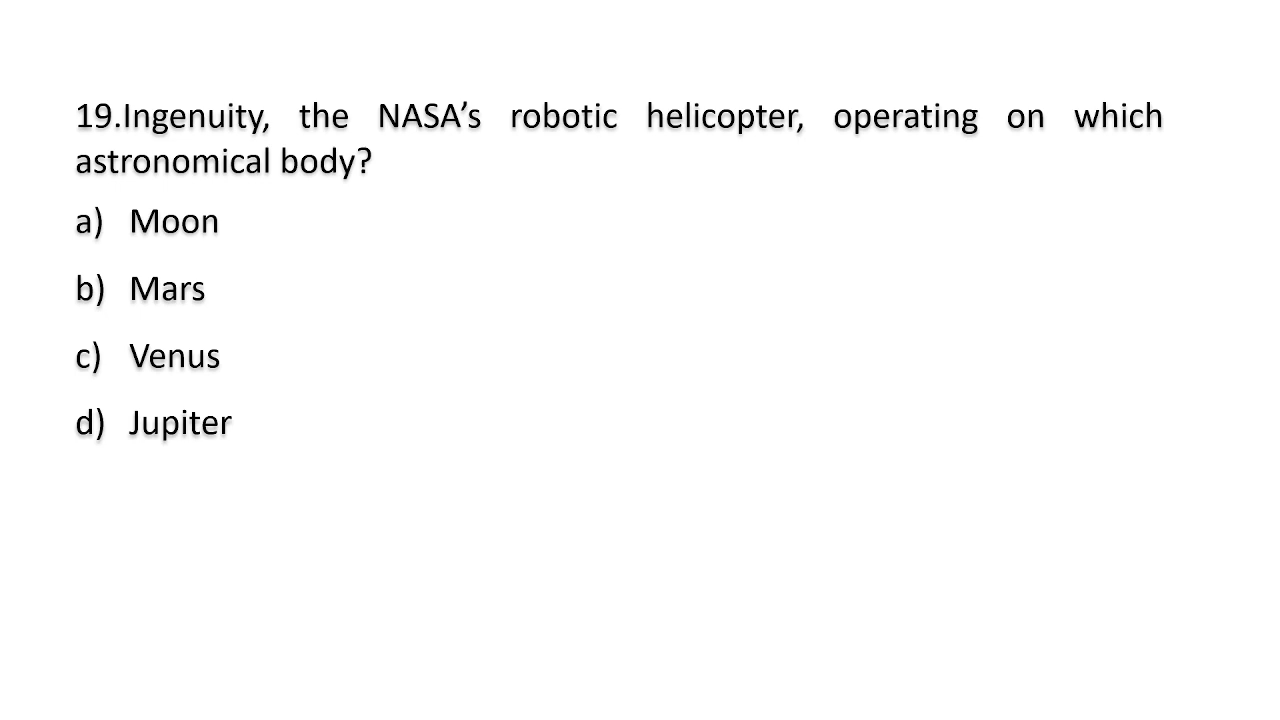 19.Ingenuity, the NASA’s robotic helicopter, operating on which
astronomical body?
a) Moon
b) Mars
c) Venus
d) Jupiter